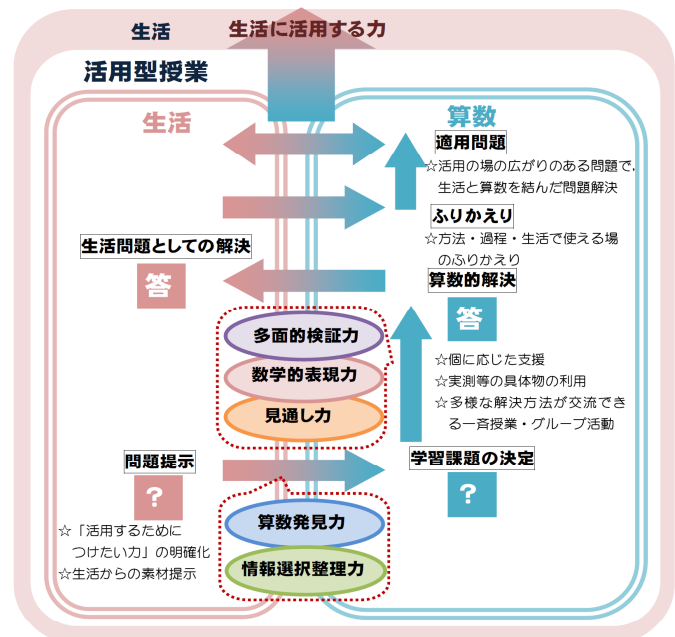 生活
生活に活用する力
活用型授業
生活
算数
適用問題
☆活用の場の広がりのある問題で、
生活と算数を結んだ問題解決
ふりかえり
☆方法・過程・生活で使える場
のふりかえり
生活問題としての解決
答
算数的解決
答
多面的検証力
数学的表現力
見通し力
☆個に応じた支援
☆実測等の具体物の利用
☆多様な解決方法が交流でき
る一斉授業・グループ活動
問題提示
?
学習課題の決定
?
☆「活用するために
つけたい力」の明確化
☆生活からの素材提示
算数発見力
情報選択整理力